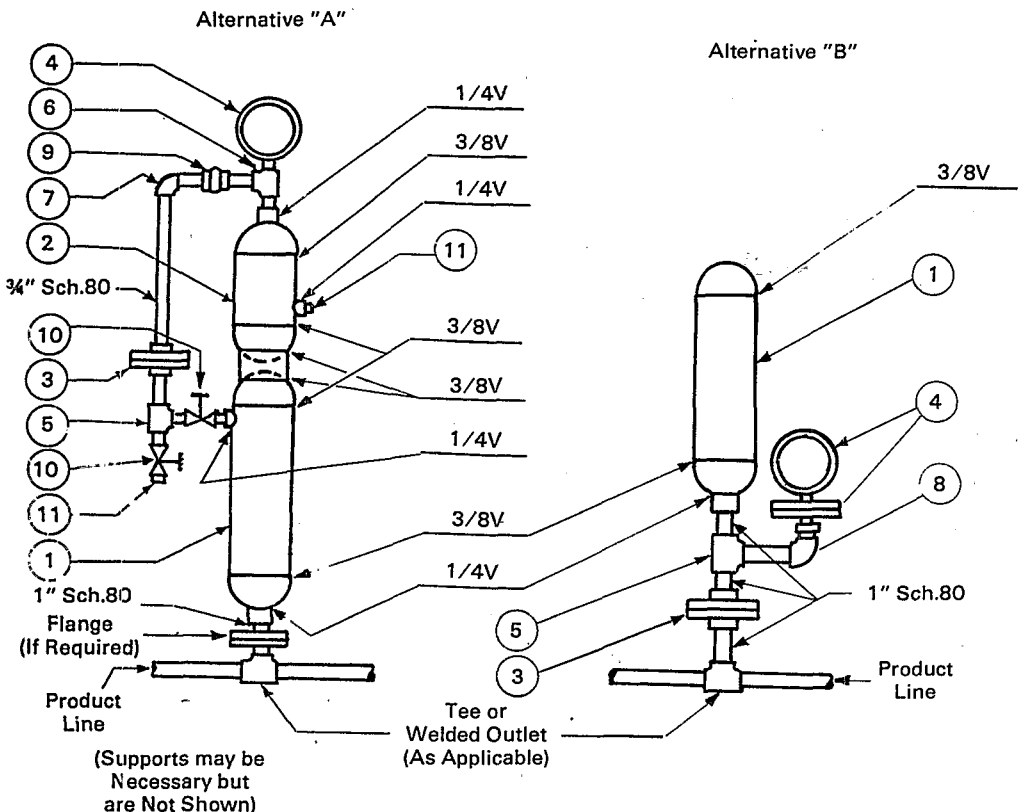 Alternative "A"
Alternative "B"
4
6
9
7
2
¾" Sch.80
10
3
5
10
11
1
1" Sch.80
Flange
(If Required)
Product
Line
(Supports may be
Necessary but
are Not Shown)
1/4V
3/8V
1/4V
11
3/8V
3/8V
1/4V
3/8V
1/4V
Tee or
Welded Outlet
(As Applicable)
3/8V
1
4
8
5
3
1" Sch.80
Product
Line